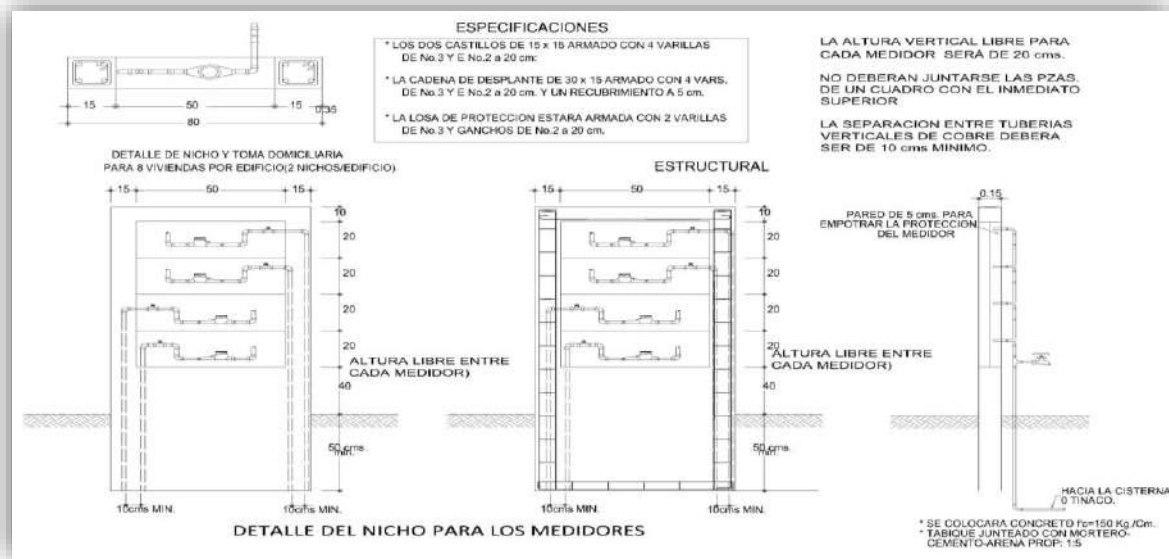 ESPECIFICACIONES
* LOS DOS CASTILLOS DE 15 x 15 ARMADO CON 4 VARILLAS
DE No.3 Y E No.2 a 20 cm:
* LA CADENA DE DESPLANTE DE 30 x 15 ARMADO CON 4 VARS.
DE No.3 Y E No.2 a 20 cm. Y UN RECUBRIMIENTO A 5 cm.
* LA LOSA DE PROTECCION ESTARA ARMADA CON 2 VARILLAS
DE No.3 Y GANCHOS DE No.2 a 20 cm.
LA ALTURA VERTICAL LIBRE PARA
CADA MEDIDOR SERÁ DE 20 cms.
NO DEBERAN JUNTARSE LAS PZAS.
DE UN CUADRO CON EL INMEDIATO
SUPERIOR
LA SEPARACION ENTRE TUBERIAS
VERTICALES DE COBRE DEBERA
SER DE 10 cms MINIMO.
15 50 15
0.35
80
DETALLE DE NICHO Y TOMA DOMICILIARIA
PARA 8 VIVIENDAS POR EDIFICIO(2 NICHOS/EDIFICIO)
15 50 15
10
20
20
20
20
ALTURA LIBRE ENTRE
CADA MEDIDOR)
40
50 cms.
min.
10cms MIN. 10cms MIN.
ESTRUCTURAL
15 50 15
10
20
20
20
20
ALTURA LIBRE ENTRE
CADA MEDIDOR)
40
50 cms.
min.
10cms MIN. 10cms MIN.
0.15
PARED DE 5 cms. PARA
EMPOTRAR LA PROTECCION
DEL MEDIDOR
HACIA LA CISTERNA
O TINACO.
DETALLE DEL NICHO PARA LOS MEDIDORES
* SE COLOCARA CONCRETO fc=150 Kg./Cm.
* TABIQUE JUNTEADO CON MORTERO-
CEMENTO-ARENA PROP: 1:5